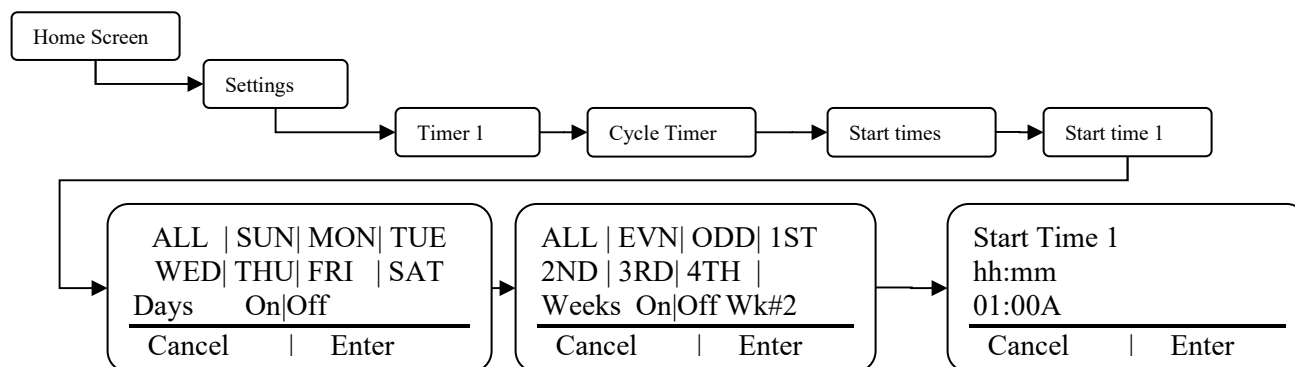 Home Screen
Settings
Timer 1
Cycle Timer
Start times
Start time 1
ALL | SUN| MON| TUE
WED| THU| FRI | SAT
Days On|Off
Cancel | Enter
ALL | EVN| ODD| 1ST
2ND | 3RD| 4TH |
Weeks On|Off Wk#2
Cancel | Enter
Start Time 1
hh:mm
01:00A
Cancel | Enter